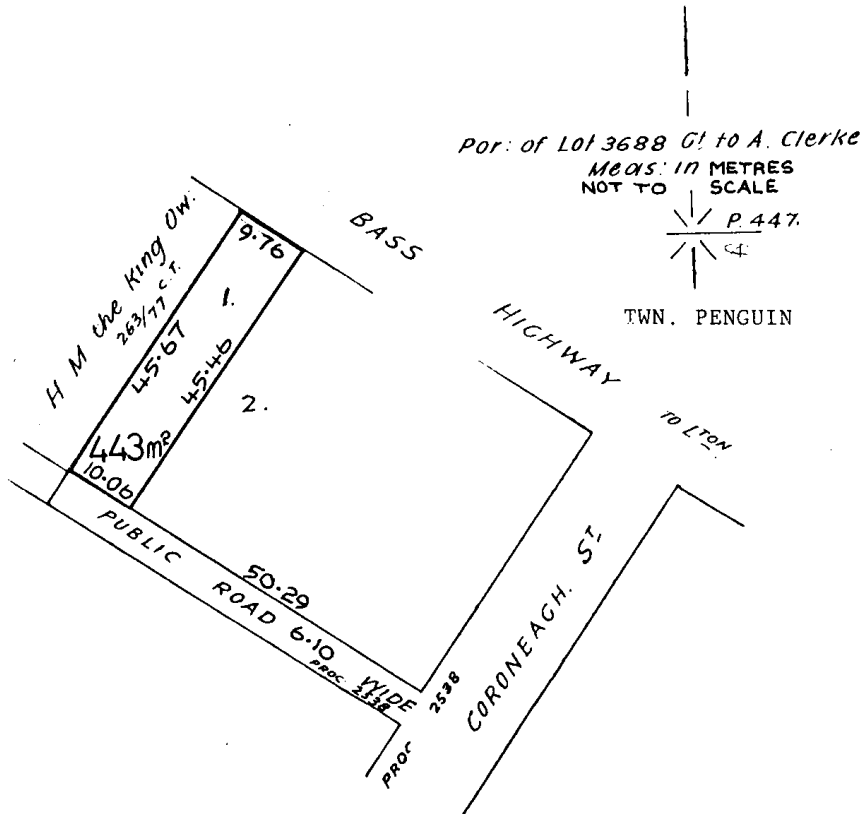 Por: of Lot 3688 Gt. to A. Clerke
Meas: in METRES
NOT TO SCALE
P. 447.
TWN. PENGUIN
H M the King Ow.
263/77 C.T.
BASS
HIGHWAY
TO LTON.
9·76
1.
45·67
45·46
2.
443m²
10·06
PUBLIC ROAD 6·10 WIDE
PROC. 2538
50·29
PROC 2538
CORONEAGH. ST.